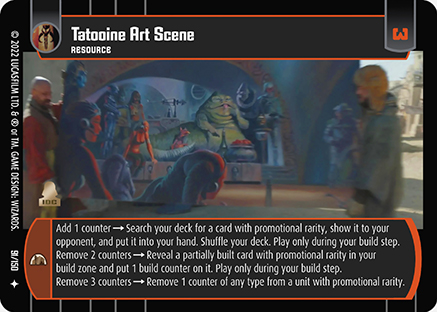 Tatooine Art Scene
RESOURCE
Add 1 counter → Search your deck for a card with promotional rarity, show it to your
opponent, and put it into your hand. Shuffle your deck. Play only during your build step.
Remove 2 counters → Reveal a partially built card with promotional rarity in your
build zone and put 1 build counter on it. Play only during your build step.
Remove 3 counters → Remove 1 counter of any type from a unit with promotional rarity.
© 2022 LUCASFILM LTD. & ® or TM. GAME DESIGN: WIZARDS.